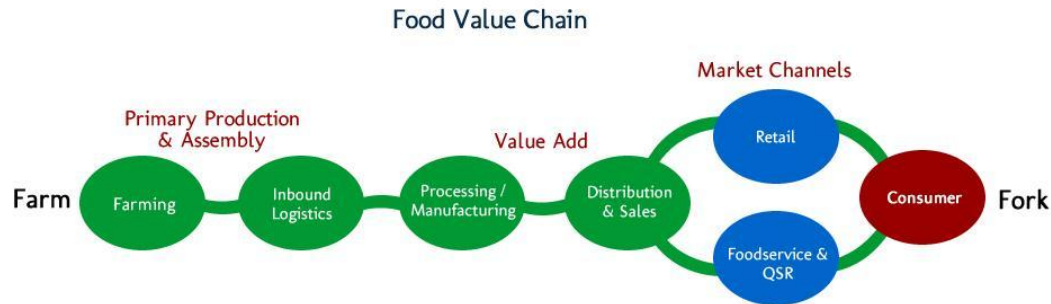 Food Value Chain
Market Channels
Primary Production
& Assembly
Value Add
Retail
Farm
Farming
Inbound
Logistics
Processing /
Manufacturing
Distribution
& Sales
Consumer
Fork
Foodservice &
QSR